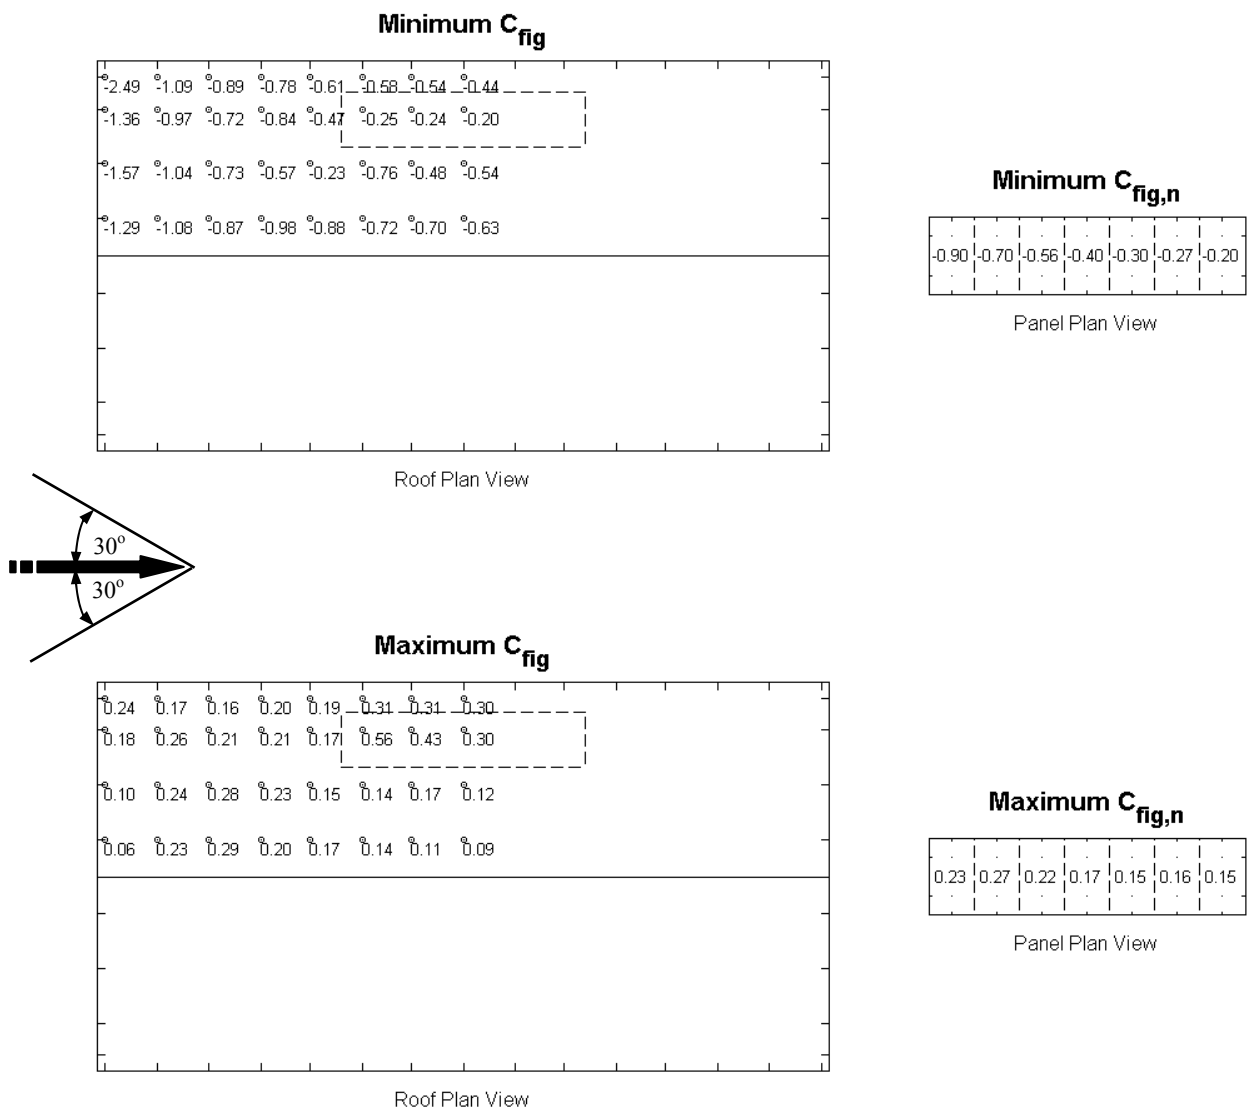 Minimum Cfig
-2.49 -1.09 -0.89 -0.78 -0.61 -0.58 -0.54 -0.44
-1.36 -0.97 -0.72 -0.84 -0.47 -0.25 -0.24 -0.20
-1.57 -1.04 -0.73 -0.57 -0.23 -0.76 -0.48 -0.54
-1.29 -1.08 -0.87 -0.98 -0.88 -0.72 -0.70 -0.63
Roof Plan View
Minimum Cfig,n
-0.90 -0.70 -0.56 -0.40 -0.30 -0.27 -0.20
Panel Plan View
30o
30o
Maximum Cfig
0.24 0.17 0.16 0.20 0.19 0.31 0.31 0.30
0.18 0.26 0.21 0.21 0.17 0.56 0.43 0.30
0.10 0.24 0.28 0.23 0.15 0.14 0.17 0.12
0.06 0.23 0.29 0.20 0.17 0.14 0.11 0.09
Roof Plan View
Maximum Cfig,n
0.23 0.27 0.22 0.17 0.15 0.16 0.15
Panel Plan View